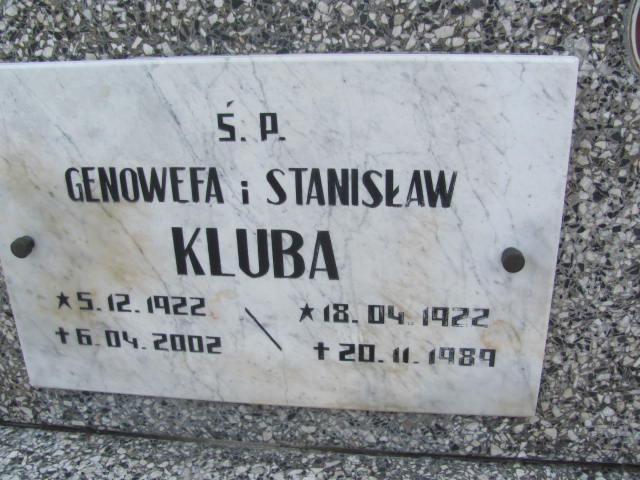 Ś. P.
GENOWEFA i STANISŁAW
KLUBA
★5.12.1922 \ ★18.04.1922
✝6.04.2002 ✝20.11.1989